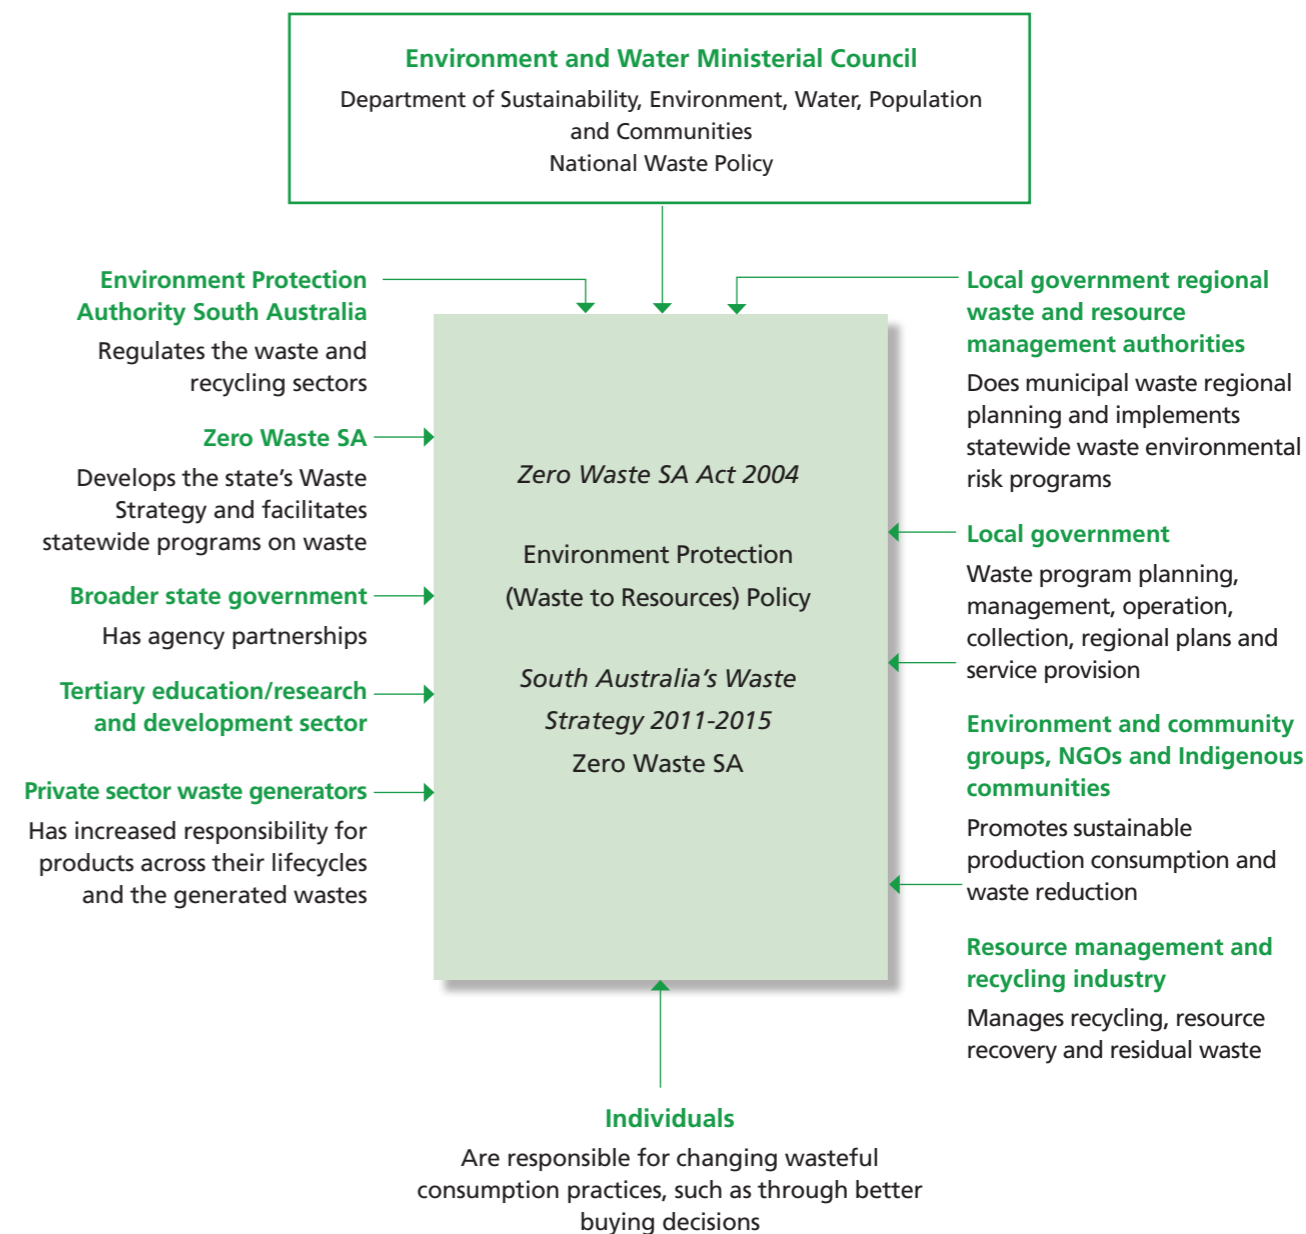 Environment and Water Ministerial Council
Department of Sustainability, Environment, Water, Population
and Communities
National Waste Policy
Environment Protection
Authority South Australia
Regulates the waste and
recycling sectors
Zero Waste SA
Develops the state’s Waste
Strategy and facilitates
statewide programs on waste
Broader state government
Has agency partnerships
Tertiary education/research
and development sector
Private sector waste generators
Has increased responsibility for
products across their lifecycles
and the generated wastes
Zero Waste SA Act 2004
Environment Protection
(Waste to Resources) Policy
South Australia’s Waste
Strategy 2011-2015
Zero Waste SA
Local government regional
waste and resource
management authorities
Does municipal waste regional
planning and implements
statewide waste environmental
risk programs
Local government
Waste program planning,
management, operation,
collection, regional plans and
service provision
Environment and community
groups, NGOs and Indigenous
communities
Promotes sustainable
production consumption and
waste reduction
Resource management and
recycling industry
Manages recycling, resource
recovery and residual waste
Individuals
Are responsible for changing wasteful
consumption practices, such as through better
buying decisions